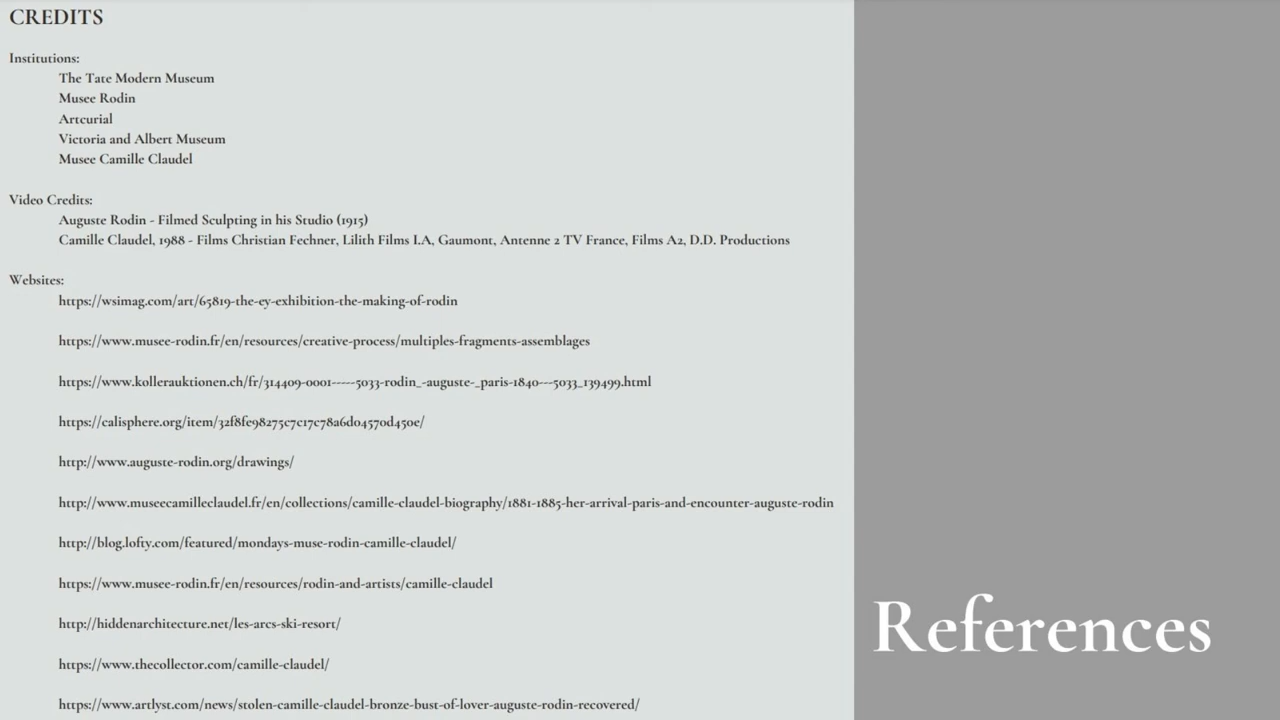 CREDITS
Institutions:
The Tate Modern Museum
Musee Rodin
Artcurial
Victoria and Albert Museum
Musee Camille Claudel
Video Credits:
Auguste Rodin - Filmed Sculpting in his Studio (1915)
Camille Claudel, 1988 - Films Christian Fechner, Lilith Films I.A, Gaumont, Antenne 2 TV France, Films A2, D.D. Productions
Websites:
https://wsimag.com/art/65819-the-ey-exhibition-the-making-of-rodin
https://www.musee-rodin.fr/en/resources/creative-process/multiples-fragments-assemblages
https://www.kollerauktionen.ch/fr/314409-0001-----5033-rodin_-auguste-_paris-1840---5033_139499.html
https://calisphere.org/item/32f8fe98275c7c17c78a6d04570d450e/
http://www.auguste-rodin.org/drawings/
http://www.museecamilleclaudel.fr/en/collections/camille-claudel-biography/1881-1885-her-arrival-paris-and-encounter-auguste-rodin
http://blog.lofty.com/featured/mondays-muse-rodin-camille-claudel/
https://www.musee-rodin.fr/en/resources/rodin-and-artists/camille-claudel
http://hiddenarchitecture.net/les-arcs-ski-resort/
https://www.thecollector.com/camille-claudel/
https://www.artlyst.com/news/stolen-camille-claudel-bronze-bust-of-lover-auguste-rodin-recovered/
References